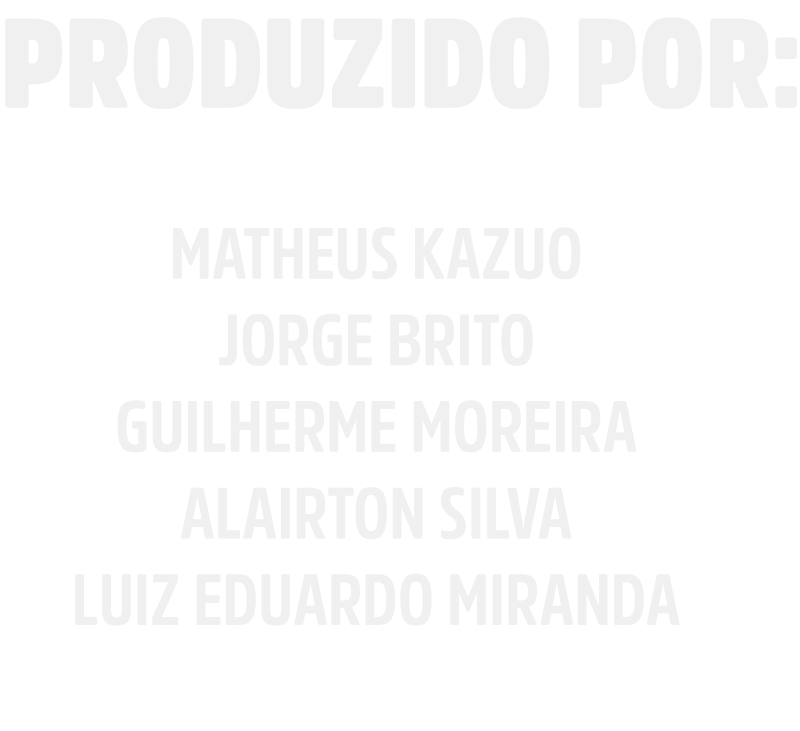 PRODUZIDO POR:
MATHEUS KAZUO
JORGE BRITO
GUILHERME MOREIRA
ALAIRTON SILVA
LUIZ EDUARDO MIRANDA